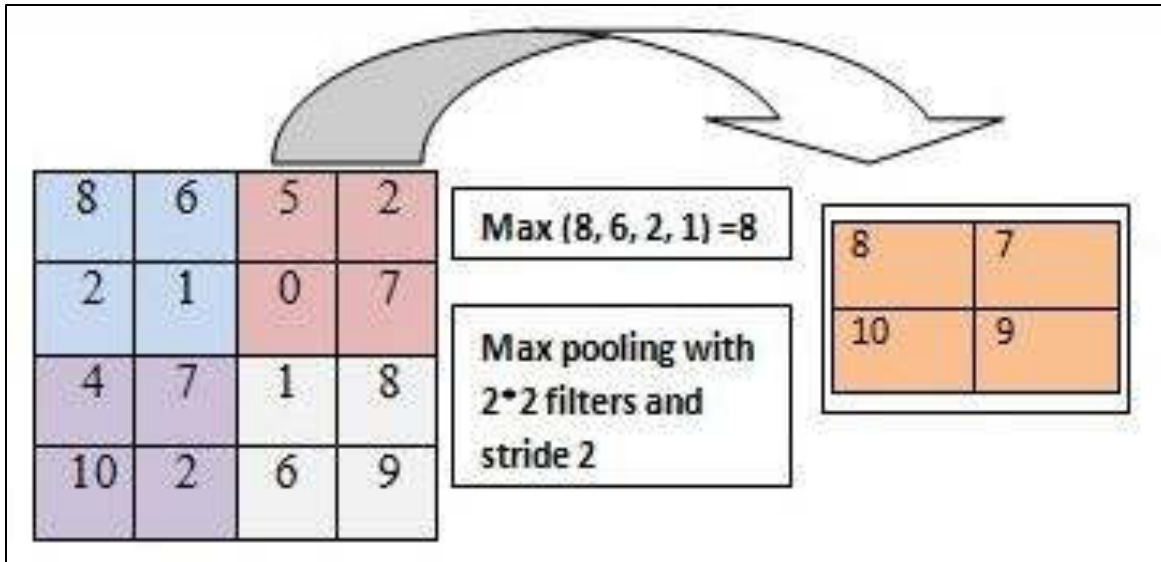 8 6 5 2
2 1 0 7
4 7 1 8
10 2 6 9
Max (8, 6, 2, 1) =8
Max pooling with
2*2 filters and
stride 2
8 7
10 9